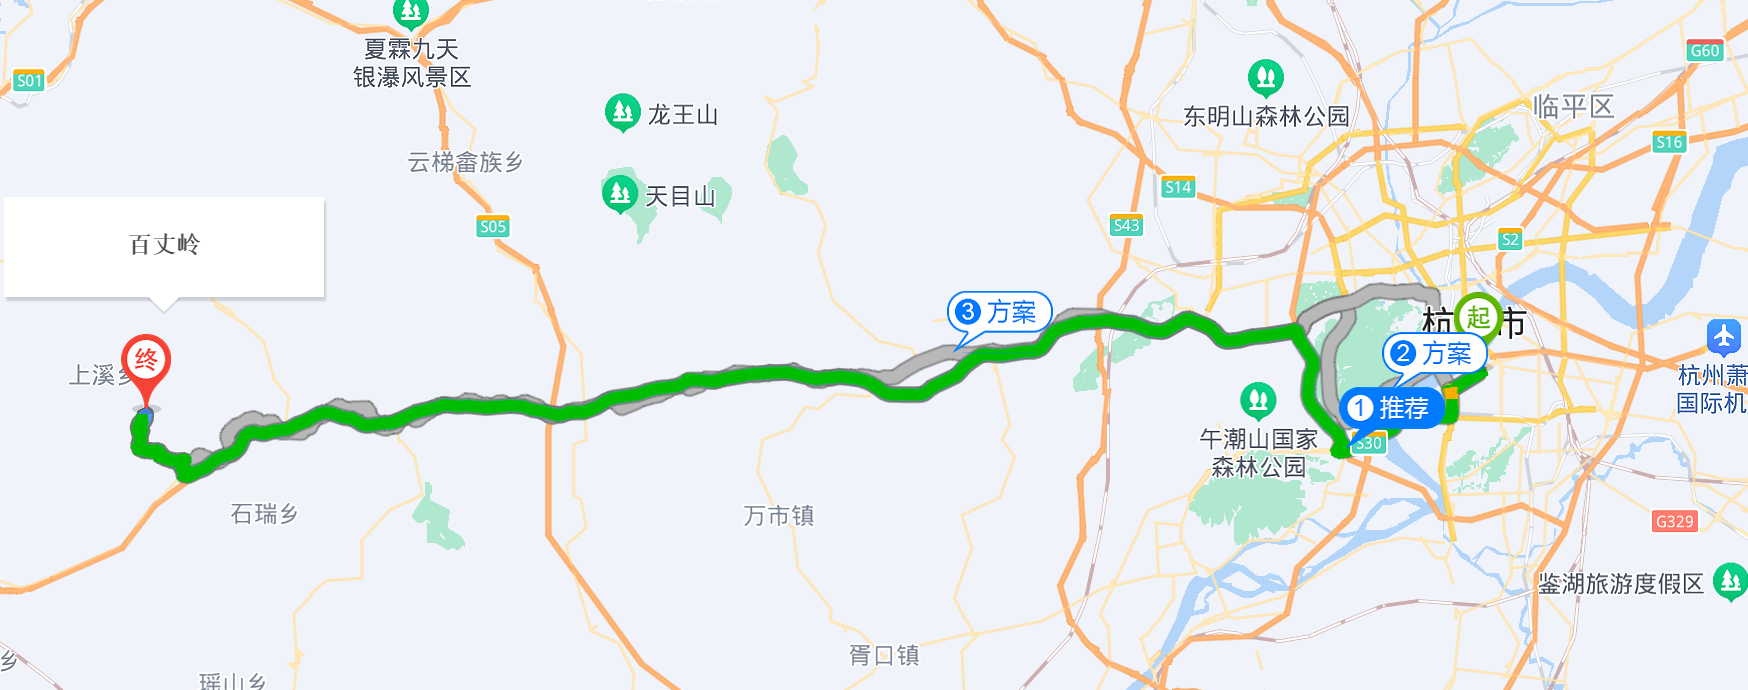 夏霖九天
银瀑风景区
S01
龙王山
东明山森林公园
G60
临平区
S16
云梯畲族乡
天目山
S14
S43
S05
S2
百丈岭
3 方案
杭
起
市
2 方案
杭州萧
国际机
终
上溪乡
1 推荐
S30
午潮山国家
森林公园
石瑞乡
万市镇
G329
鉴湖旅游度假区
胥口镇
乡
瑶山乡